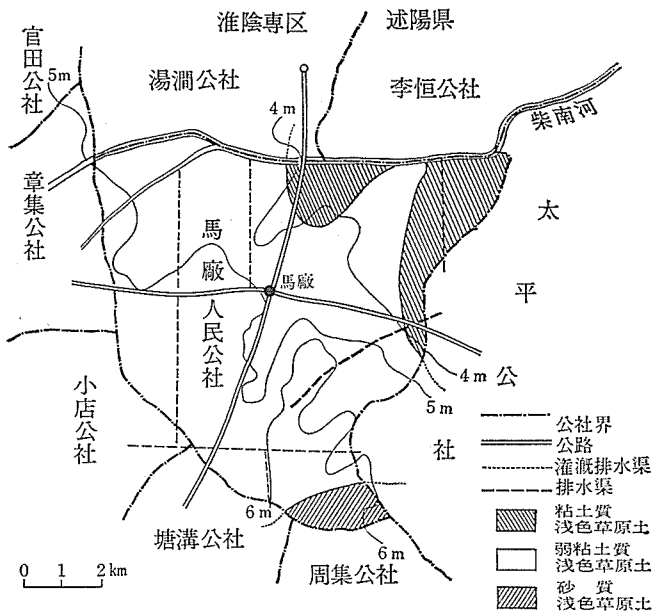 淮陰専区
述陽県
官田公社
5m
湯澗公社
4m
李恒公社
柴南河
章集公社
馬廠人民公社
馬廠
太平公社
4m
5m
小店公社
6m
6m
塘溝公社
周集公社
公社界
公路
灌漑排水渠
排水渠
粘土質
浅色草原土
弱粘土質
浅色草原土
砂質
浅色草原土
0 1 2km